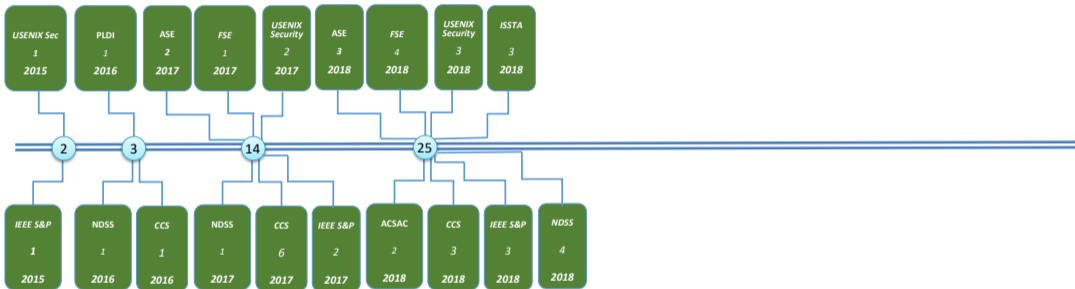 USENIX Sec
1
2015
PLDI
1
2016
ASE
2
2017
FSE
1
2017
USENIX
Security
2
2017
ASE
3
2018
FSE
4
2018
USENIX
Security
3
2018
ISSTA
3
2018
2
3
14
25
IEEE S&P
1
2015
NDSS
1
2016
CCS
1
2016
NDSS
1
2017
CCS
6
2017
IEEE S&P
2
2017
ACSAC
2
2018
CCS
3
2018
IEEE S&P
3
2018
NDSS
4
2018